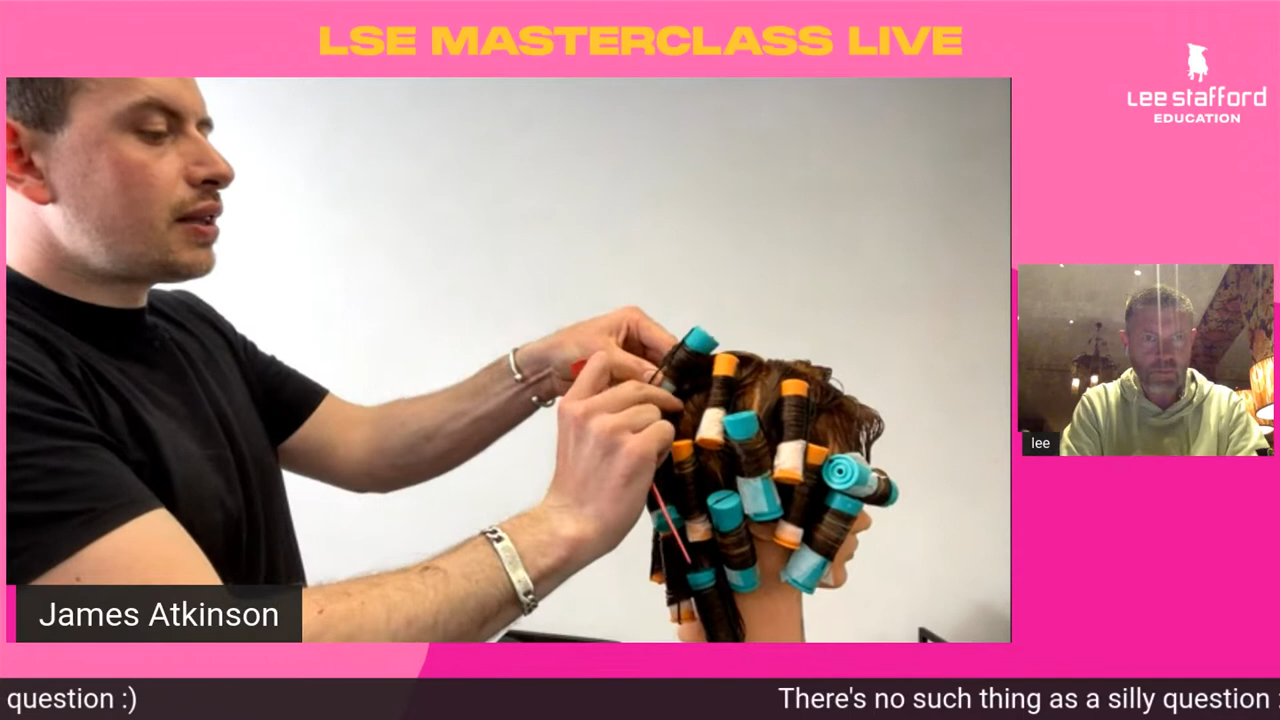 LSE MASTERCLASS LIVE
Lee stafford
EDUCATION
lee
James Atkinson
question :)
There's no such thing as a silly question :